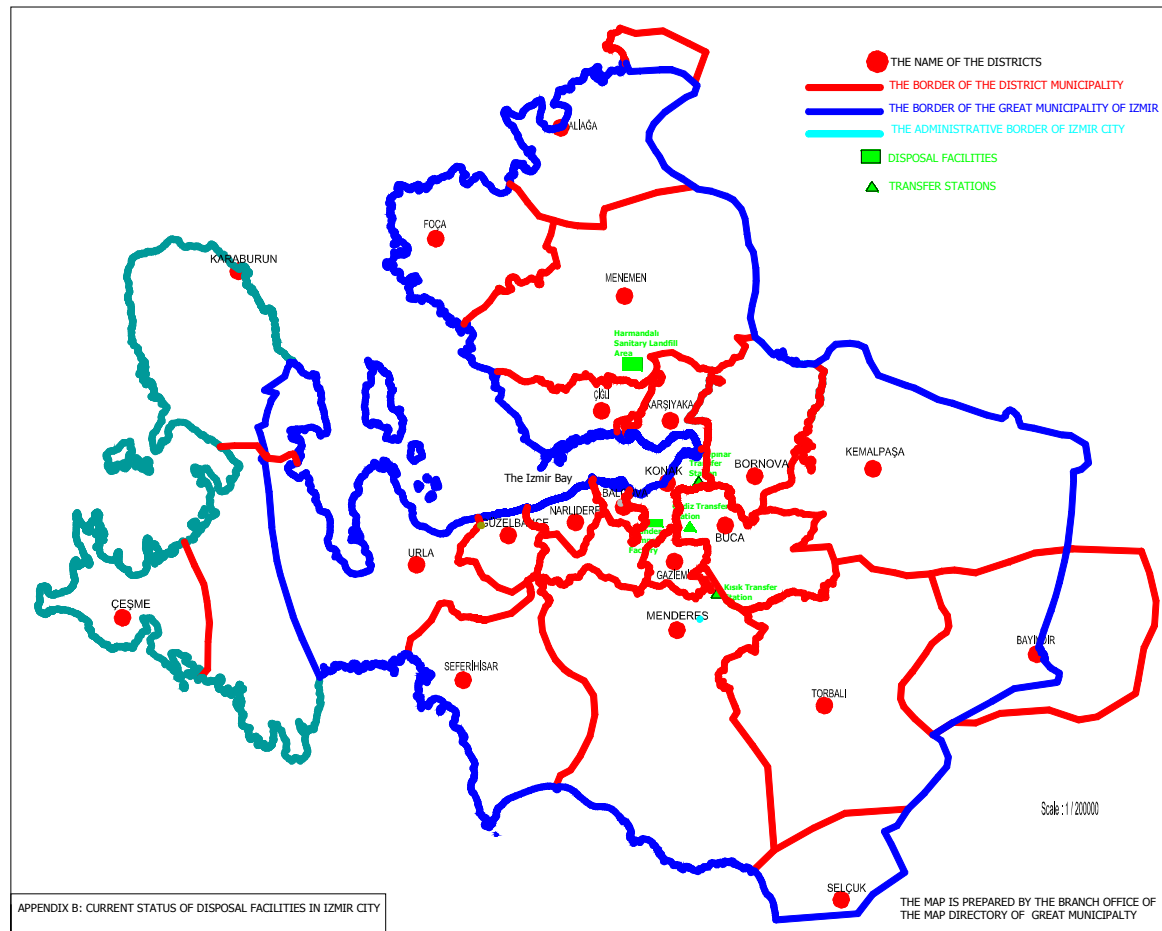 THE NAME OF THE DISTRICTS
THE BORDER OF THE DISTRICT MUNICIPALITY
THE BORDER OF THE GREAT MUNICIPALITY OF IZMIR
THE ADMINISTRATIVE BORDER OF IZMIR CITY
DISPOSAL FACILITIES
TRANSFER STATIONS
ALİAĞA
FOÇA
KARABURUN
MENEMEN
Harmandalı
Sanitary Landfill
Area
ÇİĞLİ
KARŞIYAKA
KEMALPAŞA
Transfer
Station
BORNOVA
KONAK
The Izmir Bay
NARLIDERE
GÜZELBAHÇE
Transfer
BUCA
Factory
URLA
GAZİEMİR
Kısık Transfer
Station
ÇEŞME
MENDERES
BAYINDIR
SEFERİHİSAR
TORBALI
Scale : 1 / 200000
SELÇUK
APPENDIX B: CURRENT STATUS OF DISPOSAL FACILITIES IN IZMIR CITY
THE MAP IS PREPARED BY THE BRANCH OFFICE OF
THE MAP DIRECTORY OF GREAT MUNICIPALTY